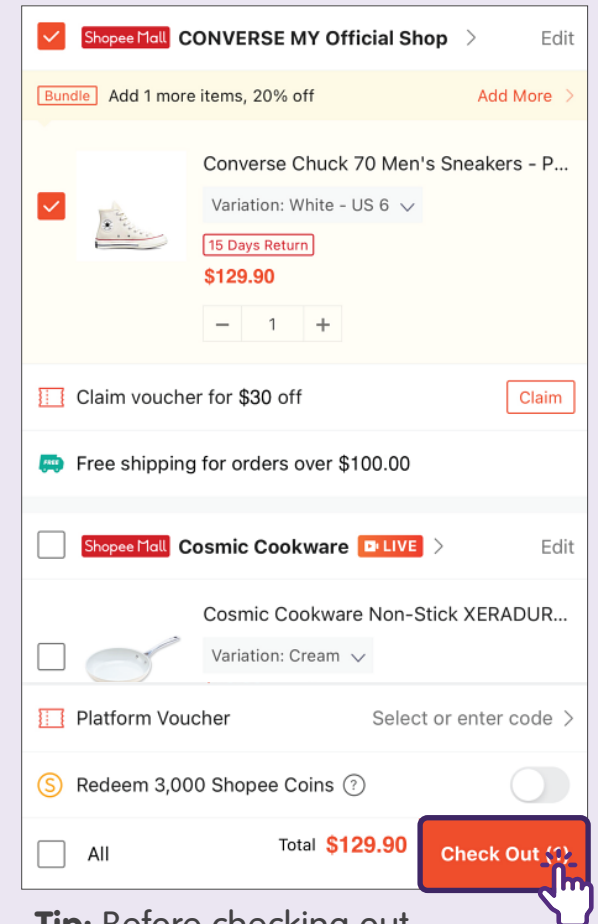 Shopee Mall CONVERSE MY Official Shop > Edit
Bundle Add 1 more items, 20% off Add More >
Converse Chuck 70 Men's Sneakers - P...
Variation: White - US 6
15 Days Return
$129.90
− 1 +
Claim voucher for $30 off Claim
FREE Free shipping for orders over $100.00
Shopee Mall Cosmic Cookware LIVE > Edit
Cosmic Cookware Non-Stick XERADUR...
Variation: Cream
Platform Voucher Select or enter code >
S Redeem 3,000 Shopee Coins ?
All Total $129.90 Check Out
Tip: Before checking out